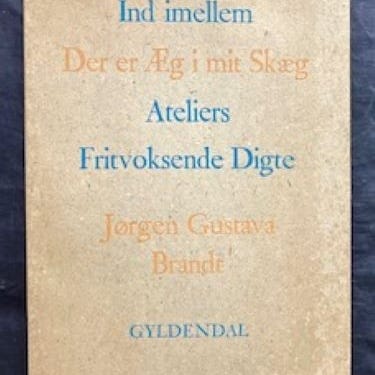 Ind imellem
Der er Æg i mit Skæg
Ateliers
Fritvoksende Digte
Jørgen Gustava
Brandt
GYLDENDAL